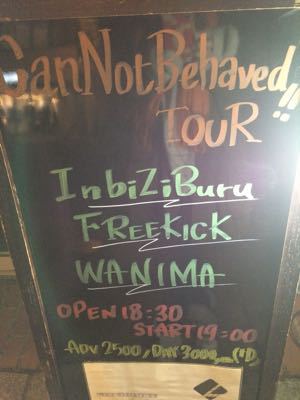 CanNotBehaved!!
TOUR
InbiZiBuru
FREEKICK
WANIMA
OPEN 18:30
START 19:00
ADV 2500, DAY 3000